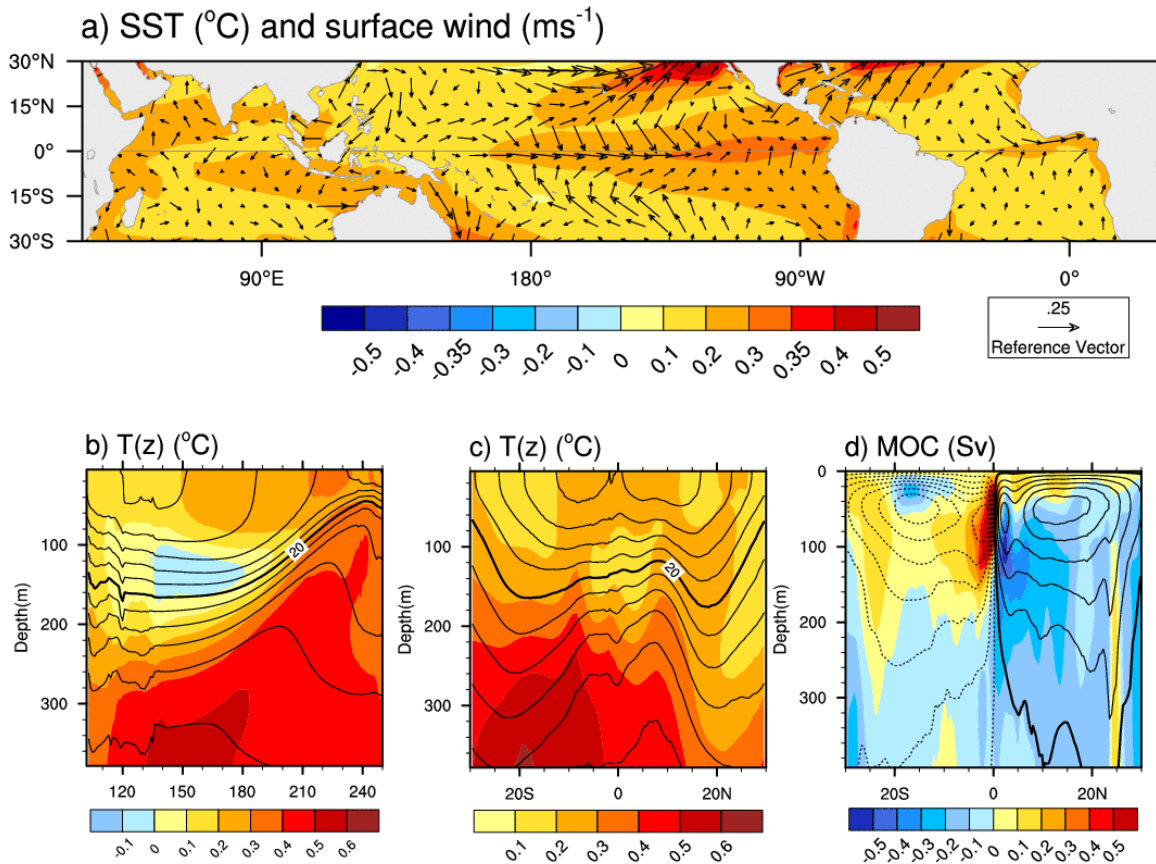 a) SST (°C) and surface wind (ms⁻¹)
30°N
15°N
0°
15°S
30°S
90°E 180° 90°W 0°
-0.5 -0.4 -0.35 -0.3 -0.2 -0.1 0 0.1 0.2 0.3 0.35 0.4 0.5
.25
Reference Vector
b) T(z) (°C)
Depth(m)
100
200
300
20
120 150 180 210 240
-0.1 0 0.1 0.2 0.3 0.4 0.5 0.6
c) T(z) (°C)
Depth(m)
100
200
300
20
20S 0 20N
0.1 0.2 0.3 0.4 0.5 0.6
d) MOC (Sv)
Depth(m)
0
100
200
300
20S 0 20N
-0.5 -0.4 -0.3 -0.2 -0.1 0 0.1 0.2 0.3 0.4 0.5